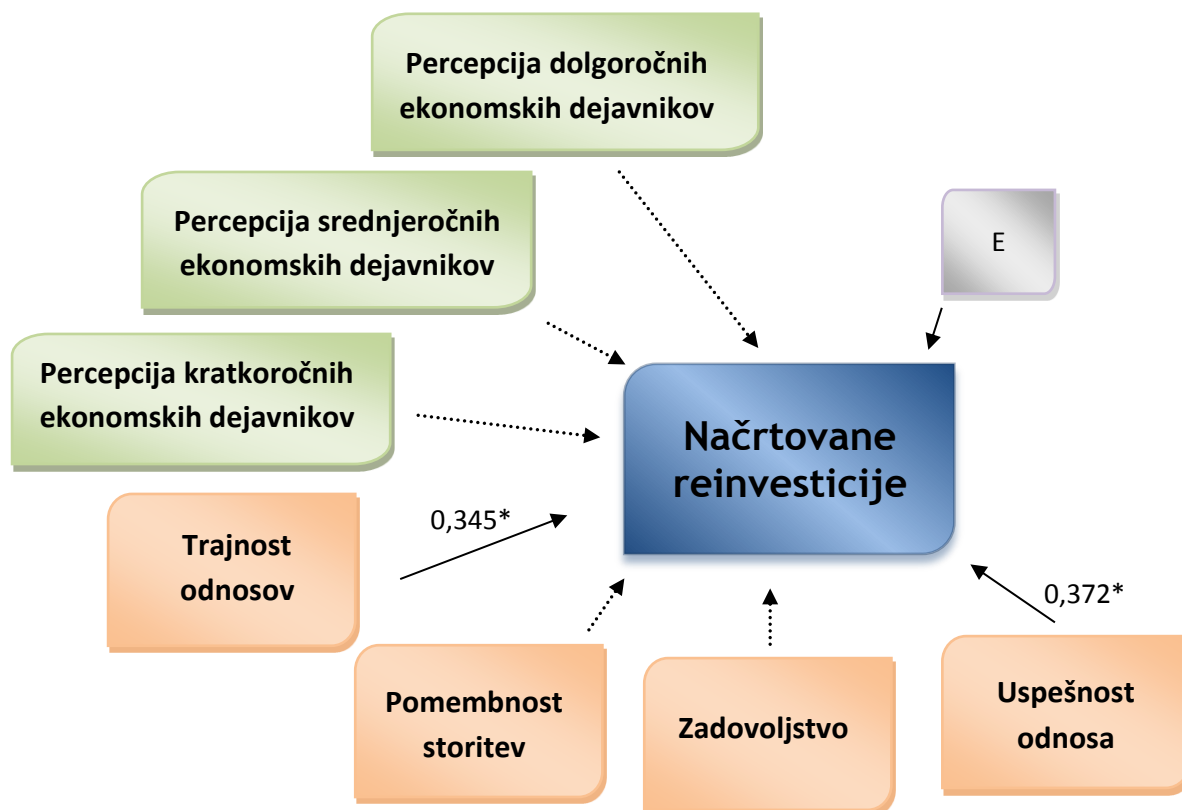 Percepcija dolgoročnih
ekonomskih dejavnikov
Percepcija srednjeročnih
ekonomskih dejavnikov
E
Percepcija kratkoročnih
ekonomskih dejavnikov
Načrtovane
reinvesticije
Trajnost
odnosov
0,345*
0,372*
Pomembnost
storitev
Zadovoljstvo
Uspešnost
odnosa